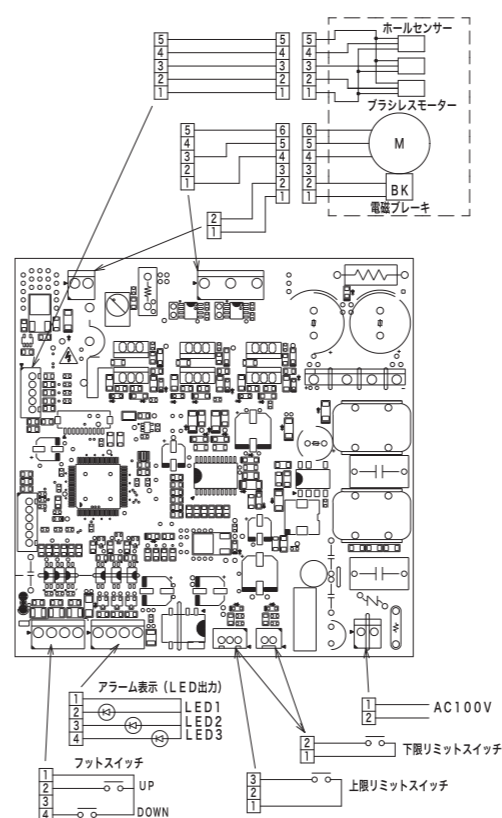 ホールセンサー
5 5 5
4 4 4
3 3 3
2 2 2
1 1 1
ブラシレスモーター
5 6 6
4 5 5
3 4 4
2 3 3
1 2 2
1 1
M
BK
電磁ブレーキ
2
1
アラーム表示（LED出力）
1
2 LED1
3 LED2
4 LED3
1 AC100V
2
2 下限リミットスイッチ
1
フットスイッチ
1
2 UP
3
4 DOWN
3 上限リミットスイッチ
2
1